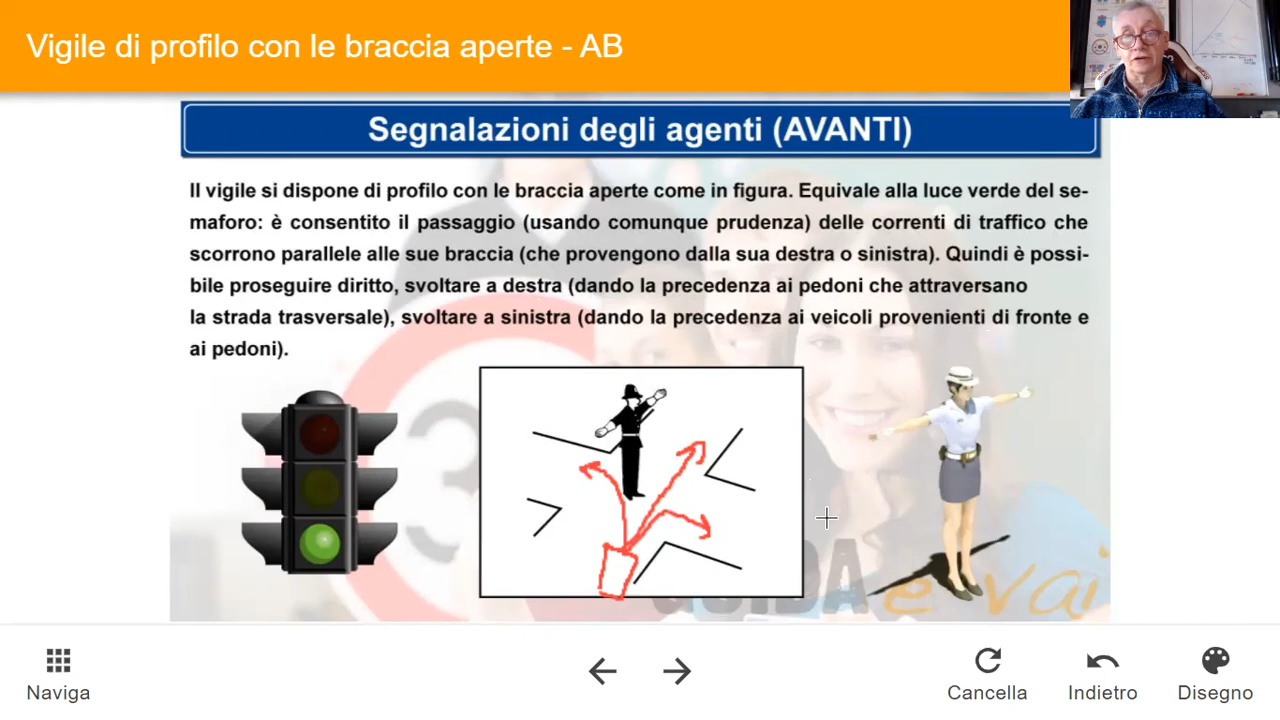 Vigile di profilo con le braccia aperte - AB
Segnalazioni degli agenti (AVANTI)
Il vigile si dispone di profilo con le braccia aperte come in figura. Equivale alla luce verde del se-
maforo: è consentito il passaggio (usando comunque prudenza) delle correnti di traffico che
scorrono parallele alle sue braccia (che provengono dalla sua destra o sinistra). Quindi è possi-
bile proseguire diritto, svoltare a destra (dando la precedenza ai pedoni che attraversano
la strada trasversale), svoltare a sinistra (dando la precedenza ai veicoli provenienti di fronte e
ai pedoni).
3
GUIDA
e vai
Naviga
Cancella
Indietro
Disegno